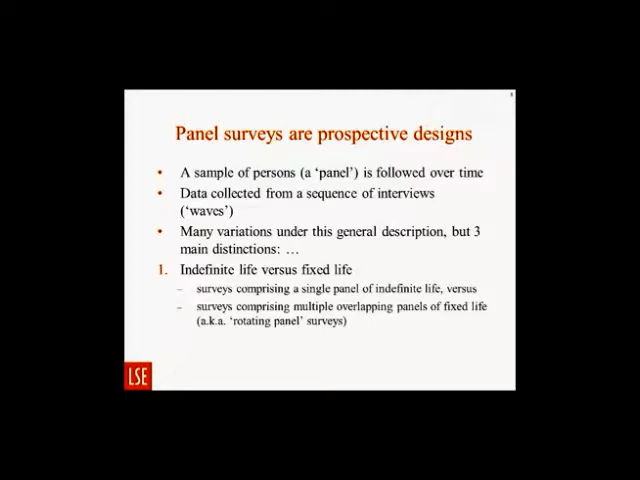 Panel surveys are prospective designs
• A sample of persons (a ‘panel’) is followed over time
• Data collected from a sequence of interviews
(‘waves’)
• Many variations under this general description, but 3
main distinctions: …
1. Indefinite life versus fixed life
– surveys comprising a single panel of indefinite life, versus
– surveys comprising multiple overlapping panels of fixed life
(a.k.a. ‘rotating panel’ surveys)
LSE